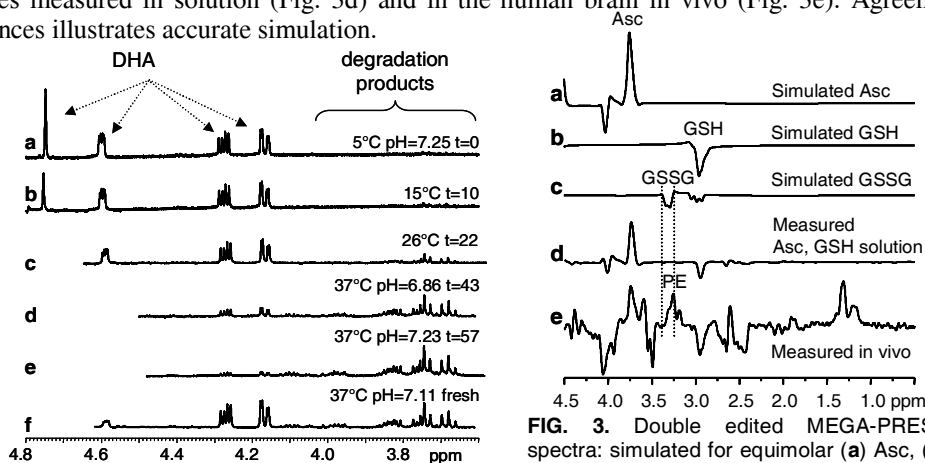 es measured in solution (Fig. 3d) and in the human brain in vivo (Fig. 3e). Agreen
nces illustrates accurate simulation.
DHA
degradation
products
a
5°C pH=7.25 t=0
b
15°C t=10
c
26°C t=22
d
37°C pH=6.86 t=43
e
37°C pH=7.23 t=57
f
37°C pH=7.11 fresh
4.8 4.6 4.4 4.2 4.0 3.8 ppm
Asc
a
Simulated Asc
b
GSH
Simulated GSH
c
GSSG
Simulated GSSG
d
Measured
Asc, GSH solution
PE
e
Measured in vivo
4.5 4.0 3.5 3.0 2.5 2.0 1.5 1.0 ppm
FIG. 3. Double edited MEGA-PRES
spectra: simulated for equimolar (a) Asc, (